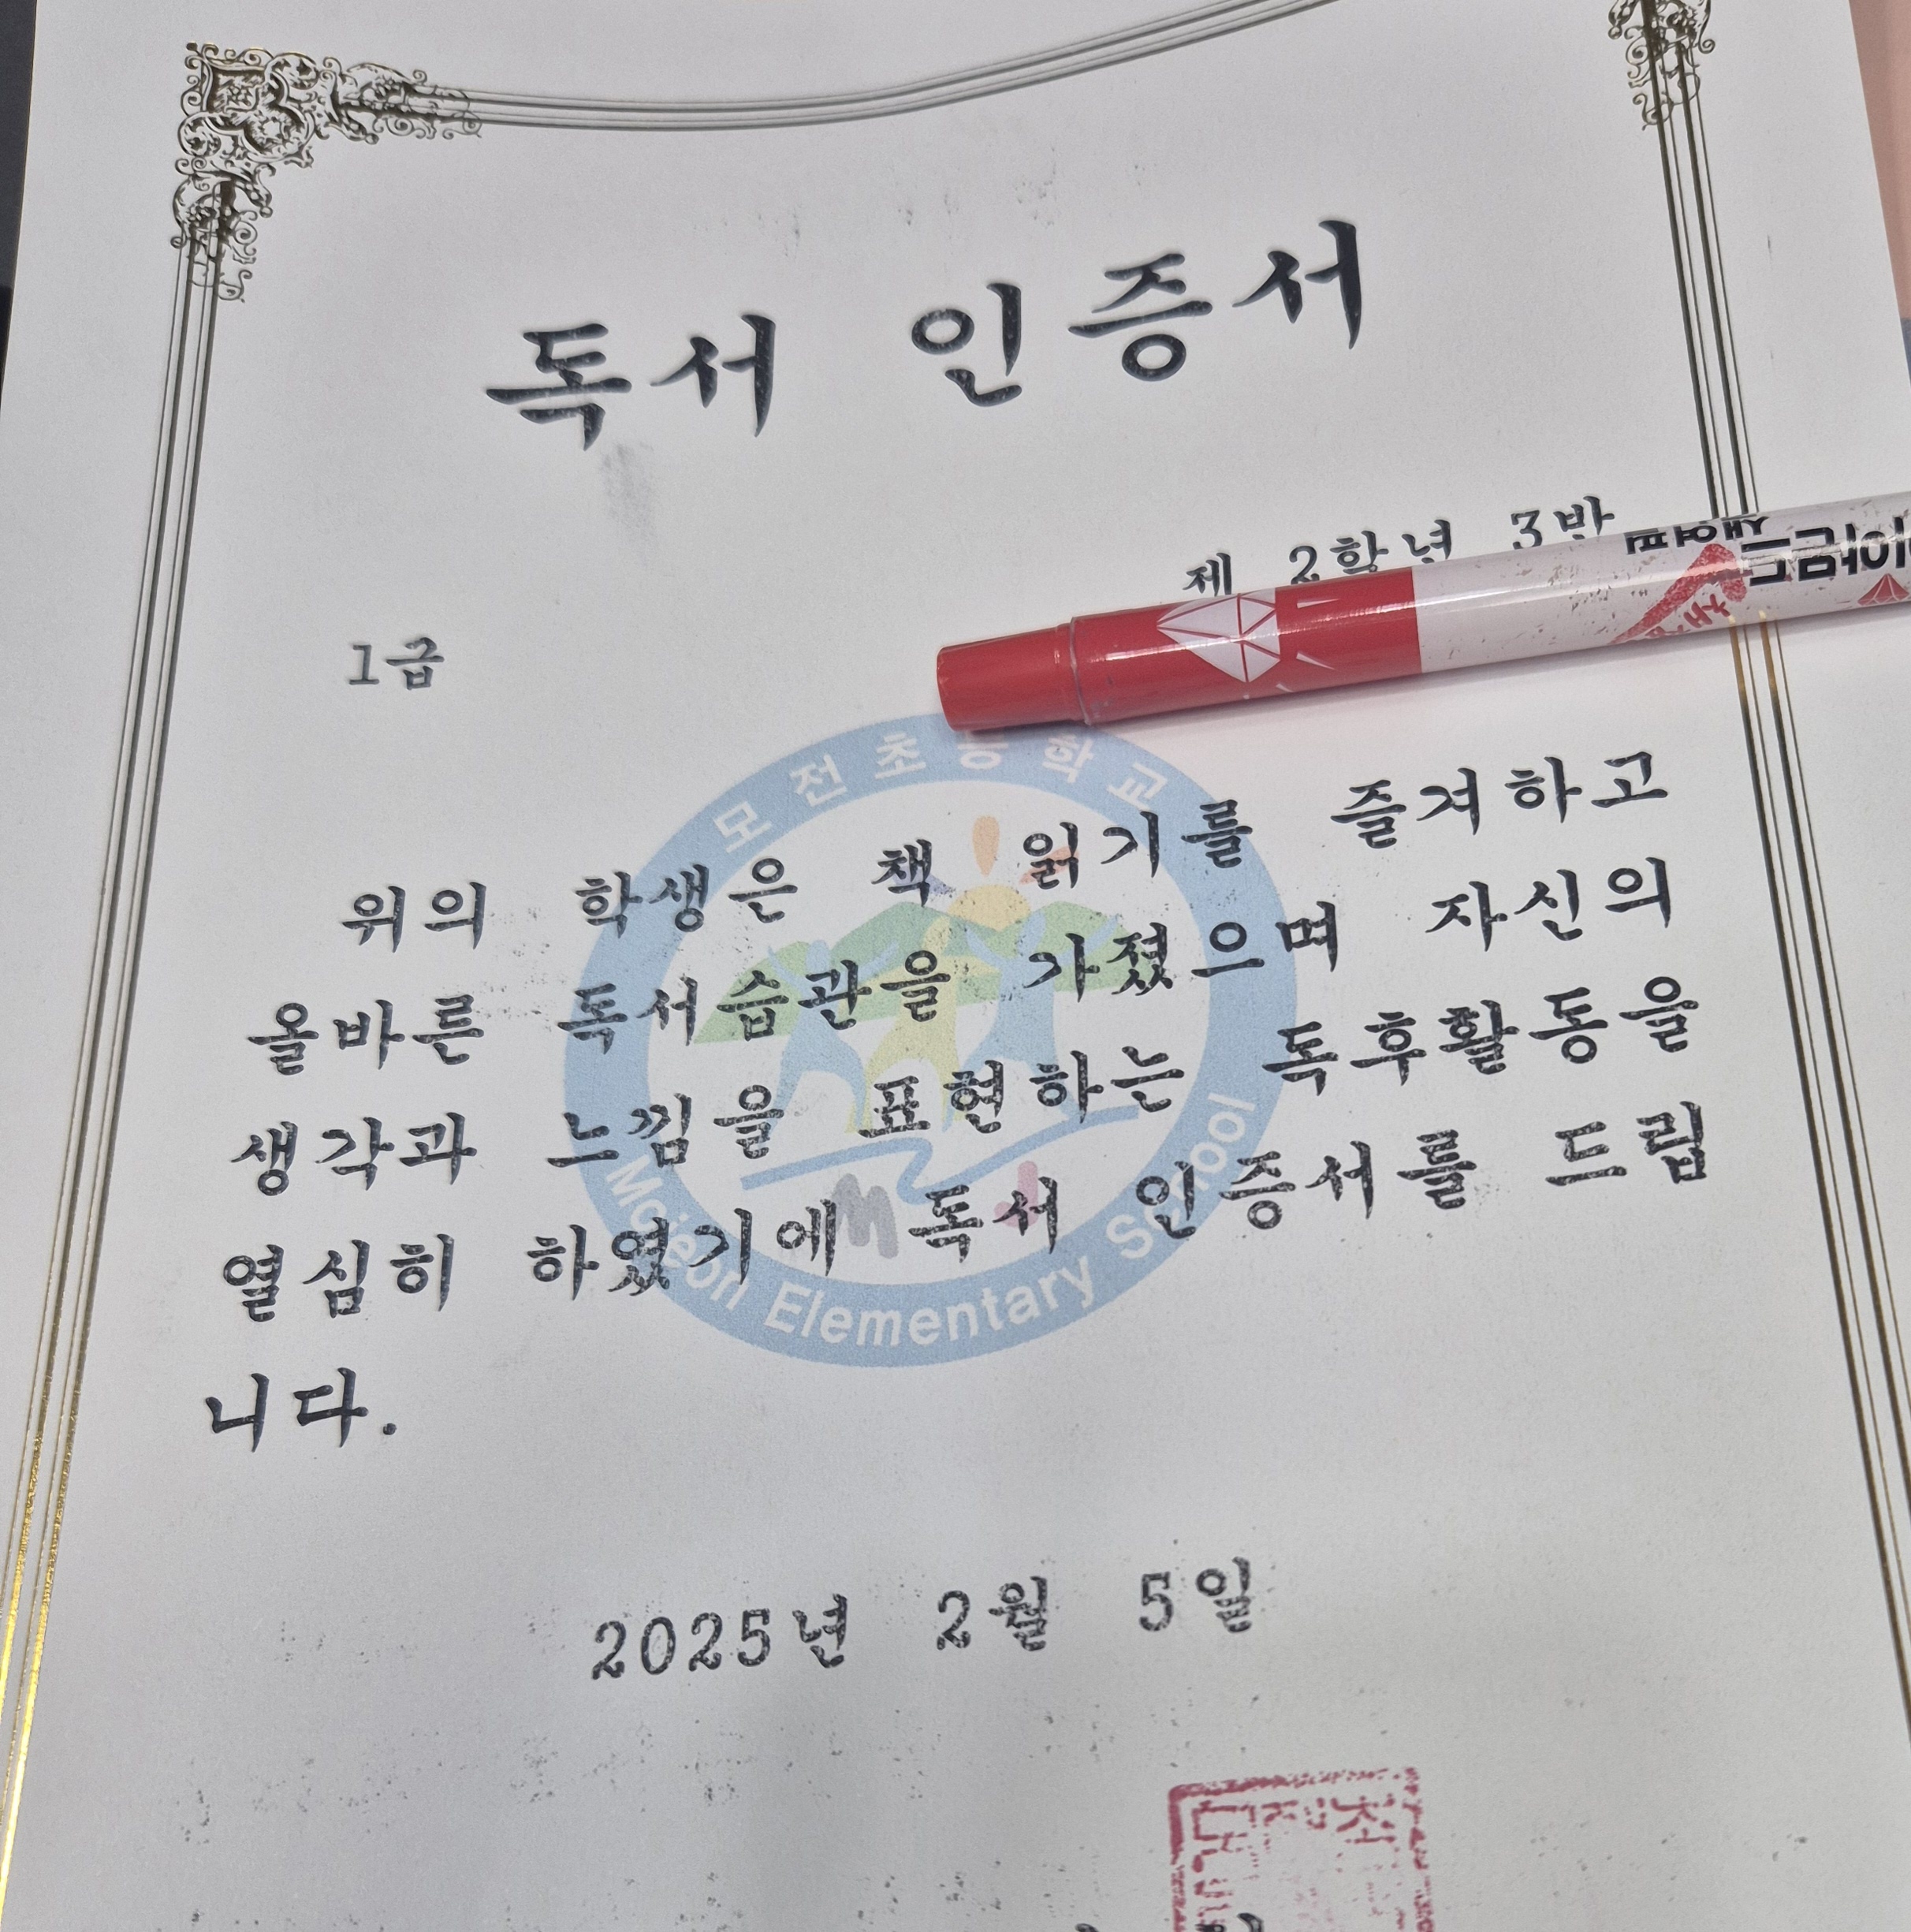 독서 인증서
제 2학년 3반
1급
모전초등학교
위의 학생은 책 읽기를 즐겨하고
올바른 독서습관을 가졌으며 자신의
생각과 느낌을 표현하는 독후활동을
열심히 하였기에 독서 인증서를 드립
니다.
Mojeon Elementary School
2025년 2월 5일